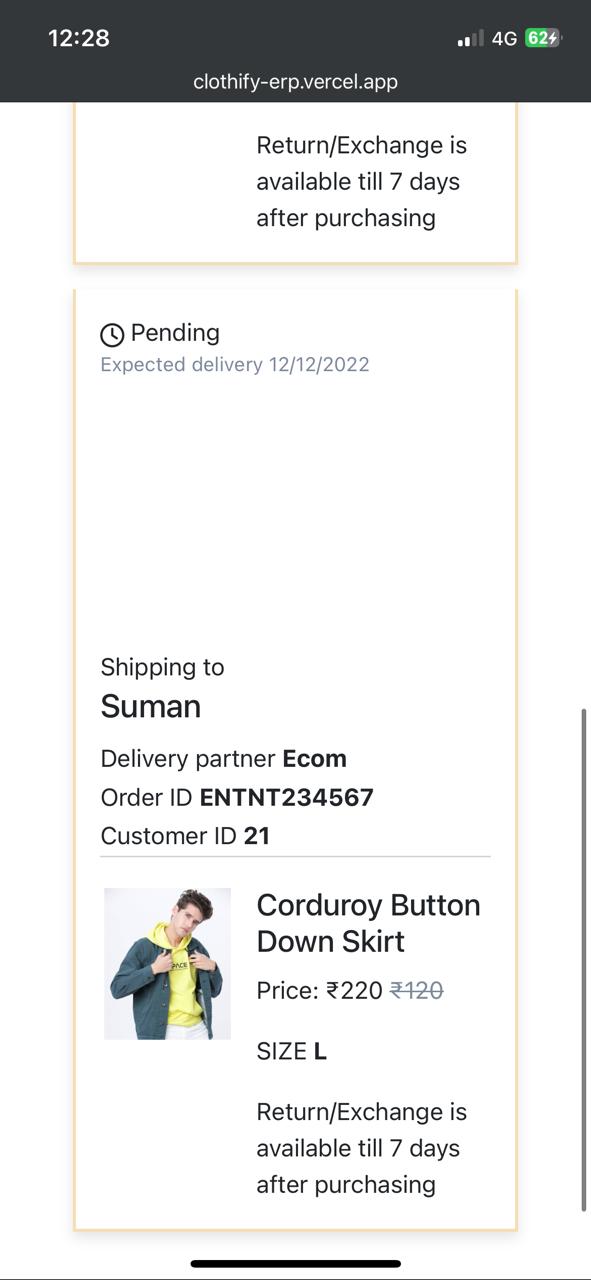 12:28
4G 62
clothify-erp.vercel.app
Return/Exchange is
available till 7 days
after purchasing
Pending
Expected delivery 12/12/2022
Shipping to
Suman
Delivery partner Ecom
Order ID ENTNT234567
Customer ID 21
Corduroy Button
Down Skirt
Price: ₹220 ₹120
SIZE L
Return/Exchange is
available till 7 days
after purchasing